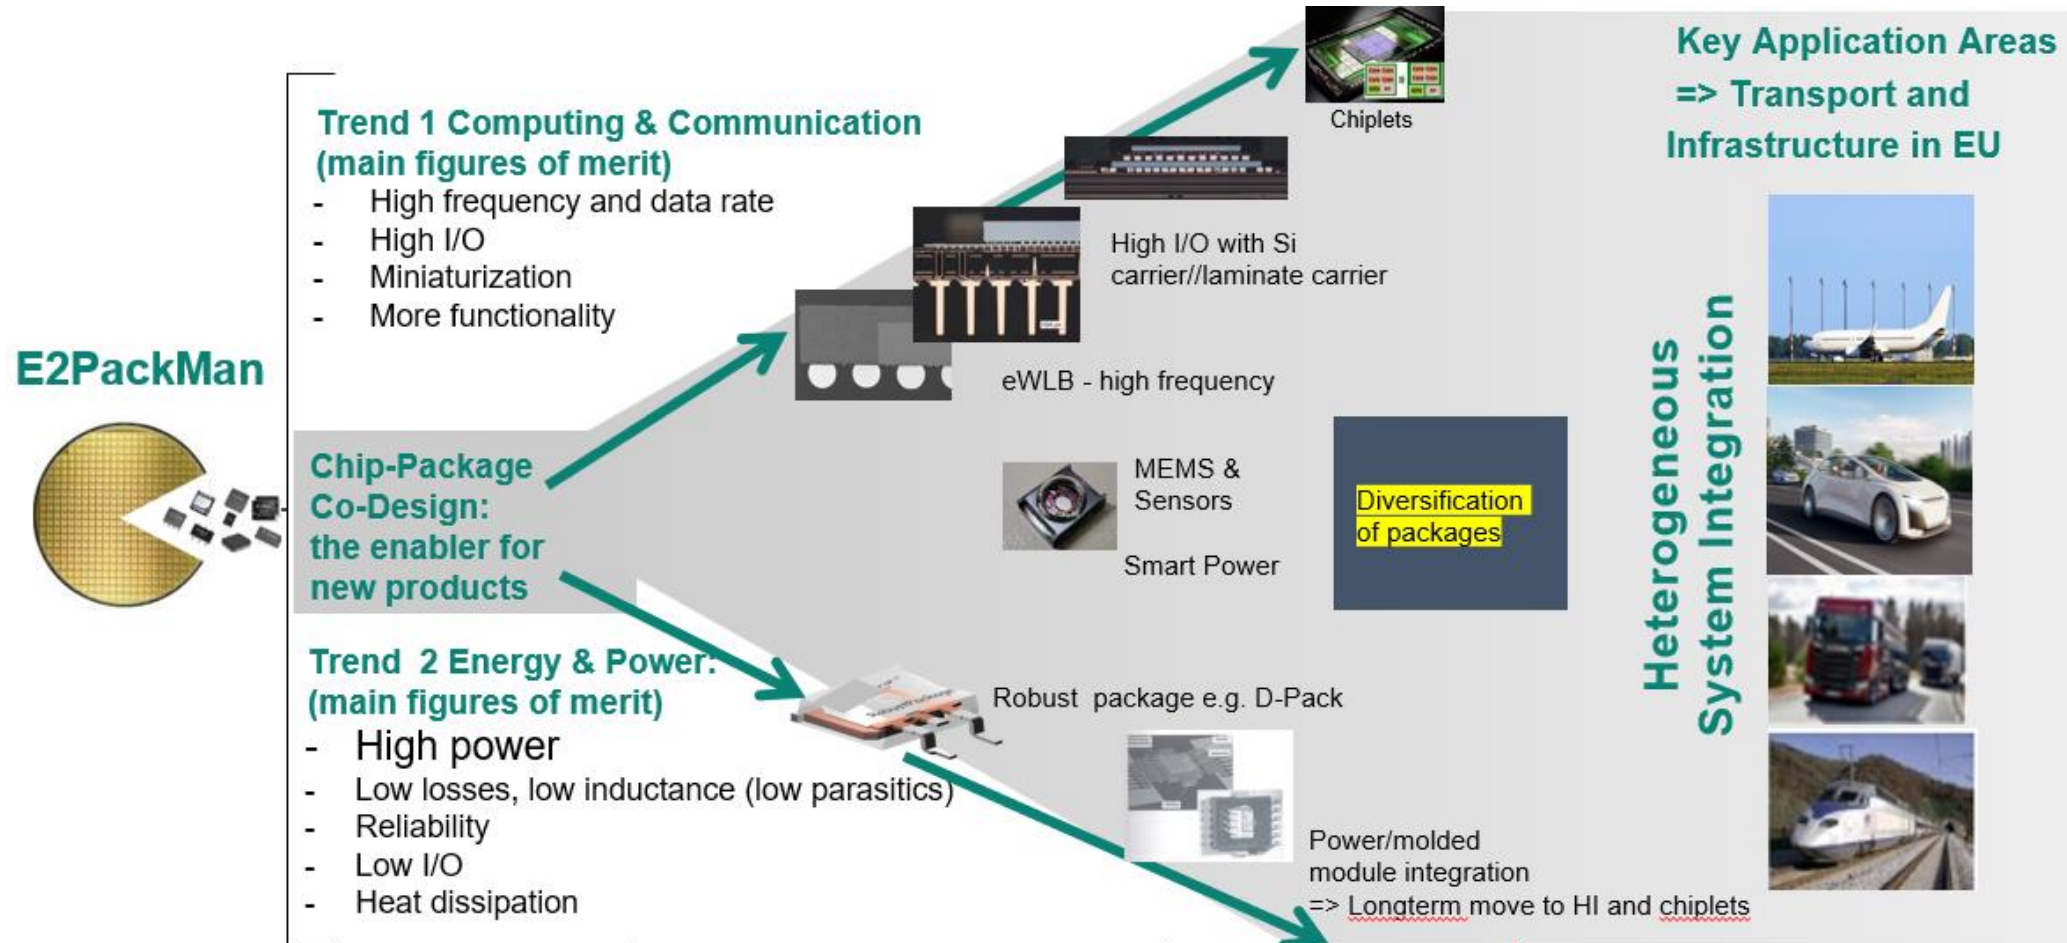 E2PackMan
Trend 1 Computing & Communication
(main figures of merit)
- High frequency and data rate
- High I/O
- Miniaturization
- More functionality
Chip-Package
Co-Design:
the enabler for
new products
Trend 2 Energy & Power:
(main figures of merit)
- High power
- Low losses, low inductance (low parasitics)
- Reliability
- Low I/O
- Heat dissipation
Chiplets
High I/O with Si
carrier//laminate carrier
eWLB - high frequency
MEMS &
Sensors
Smart Power
Diversification
of packages
Robust package e.g. D-Pack
Power/molded
module integration
=> Longterm move to HI and chiplets
Key Application Areas
=> Transport and
Infrastructure in EU
Heterogeneous
System Integration